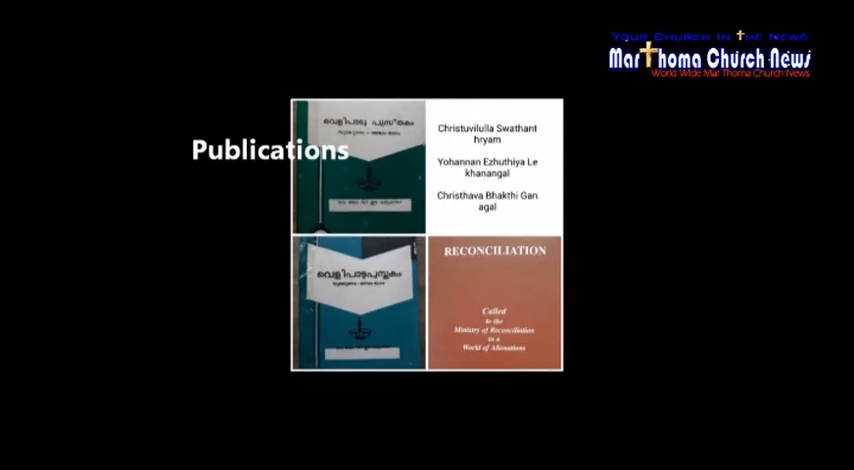 YOUR CHURCH IN THE NEWS
Mar Thoma Church News
World Wide Mar Thoma Church News
Publications
വെളിപാടു പുസ്തകം
Christuvilulla Swathant
hryam
Yohannan Ezhuthiya Le
khanangal
Christhava Bhakthi Gan
agal
വെളിപാടുപുസ്തകം
RECONCILIATION
Called
to the
Ministry of Reconciliation
in a
World of Alienations